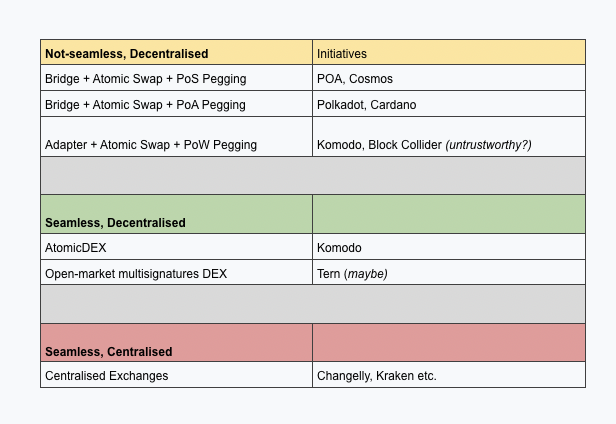 Not-seamless, Decentralised Initiatives
Bridge + Atomic Swap + PoS Pegging POA, Cosmos
Bridge + Atomic Swap + PoA Pegging Polkadot, Cardano
Adapter + Atomic Swap + PoW Pegging Komodo, Block Collider (untrustworthy?)
Seamless, Decentralised
AtomicDEX Komodo
Open-market multisignatures DEX Tern (maybe)
Seamless, Centralised
Centralised Exchanges Changelly, Kraken etc.